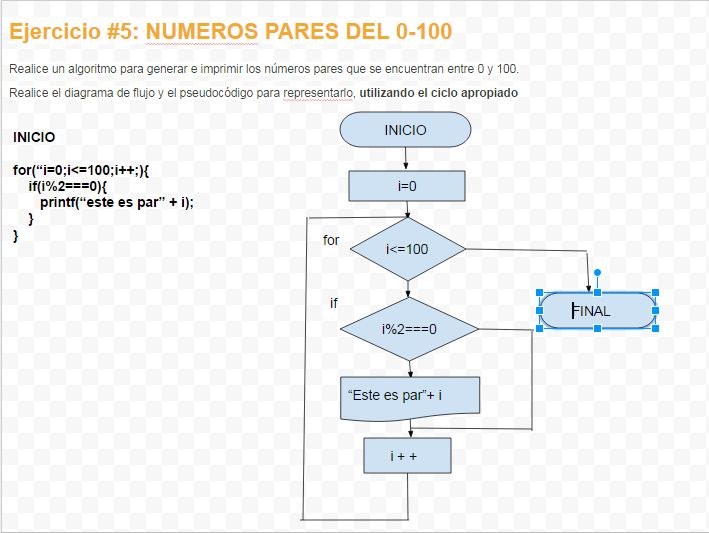 Ejercicio #5: NUMEROS PARES DEL 0-100
Realice un algoritmo para generar e imprimir los números pares que se encuentran entre 0 y 100.
Realice el diagrama de flujo y el pseudocódigo para representarlo, utilizando el ciclo apropiado
INICIO
for(“i=0;i<=100;i++;){
if(i%2===0){
printf(“este es par” + i);
}
}
INICIO
i=0
for
i<=100
if
i%2===0
FINAL
“Este es par”+ i
i + +